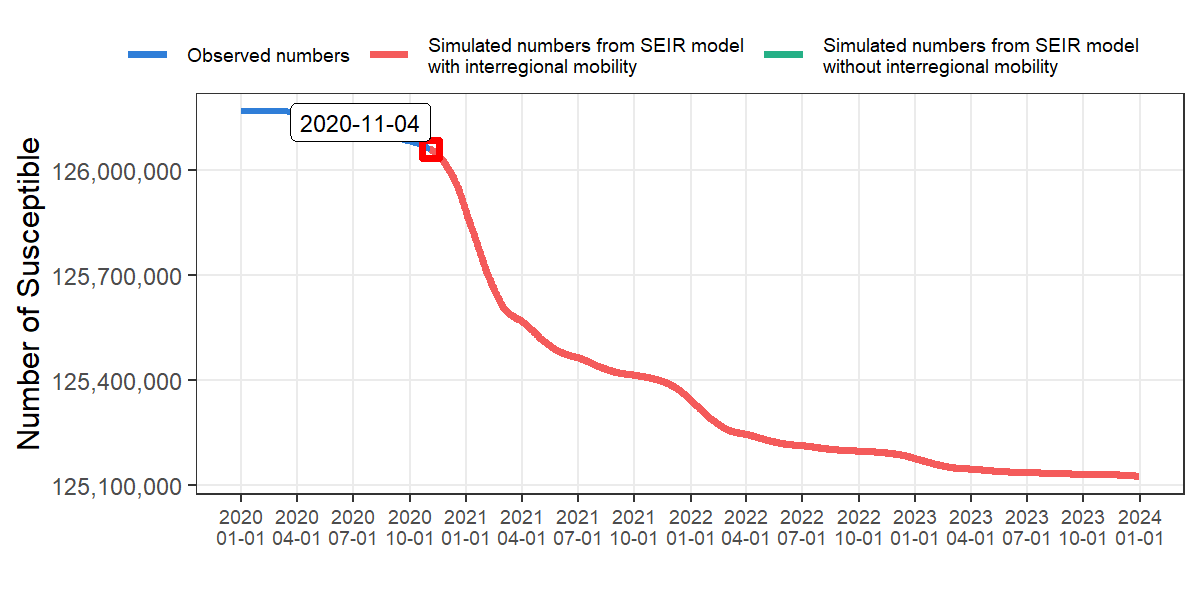 Observed numbers
Simulated numbers from SEIR model
with interregional mobility
Simulated numbers from SEIR model
without interregional mobility
2020-11-04
Number of Susceptible
126,000,000
125,700,000
125,400,000
125,100,000
2020 2020 2020 2020 2021 2021 2021 2021 2022 2022 2022 2022 2023 2023 2023 2023 2024
01-01 04-01 07-01 10-01 01-01 04-01 07-01 10-01 01-01 04-01 07-01 10-01 01-01 04-01 07-01 10-01 01-01